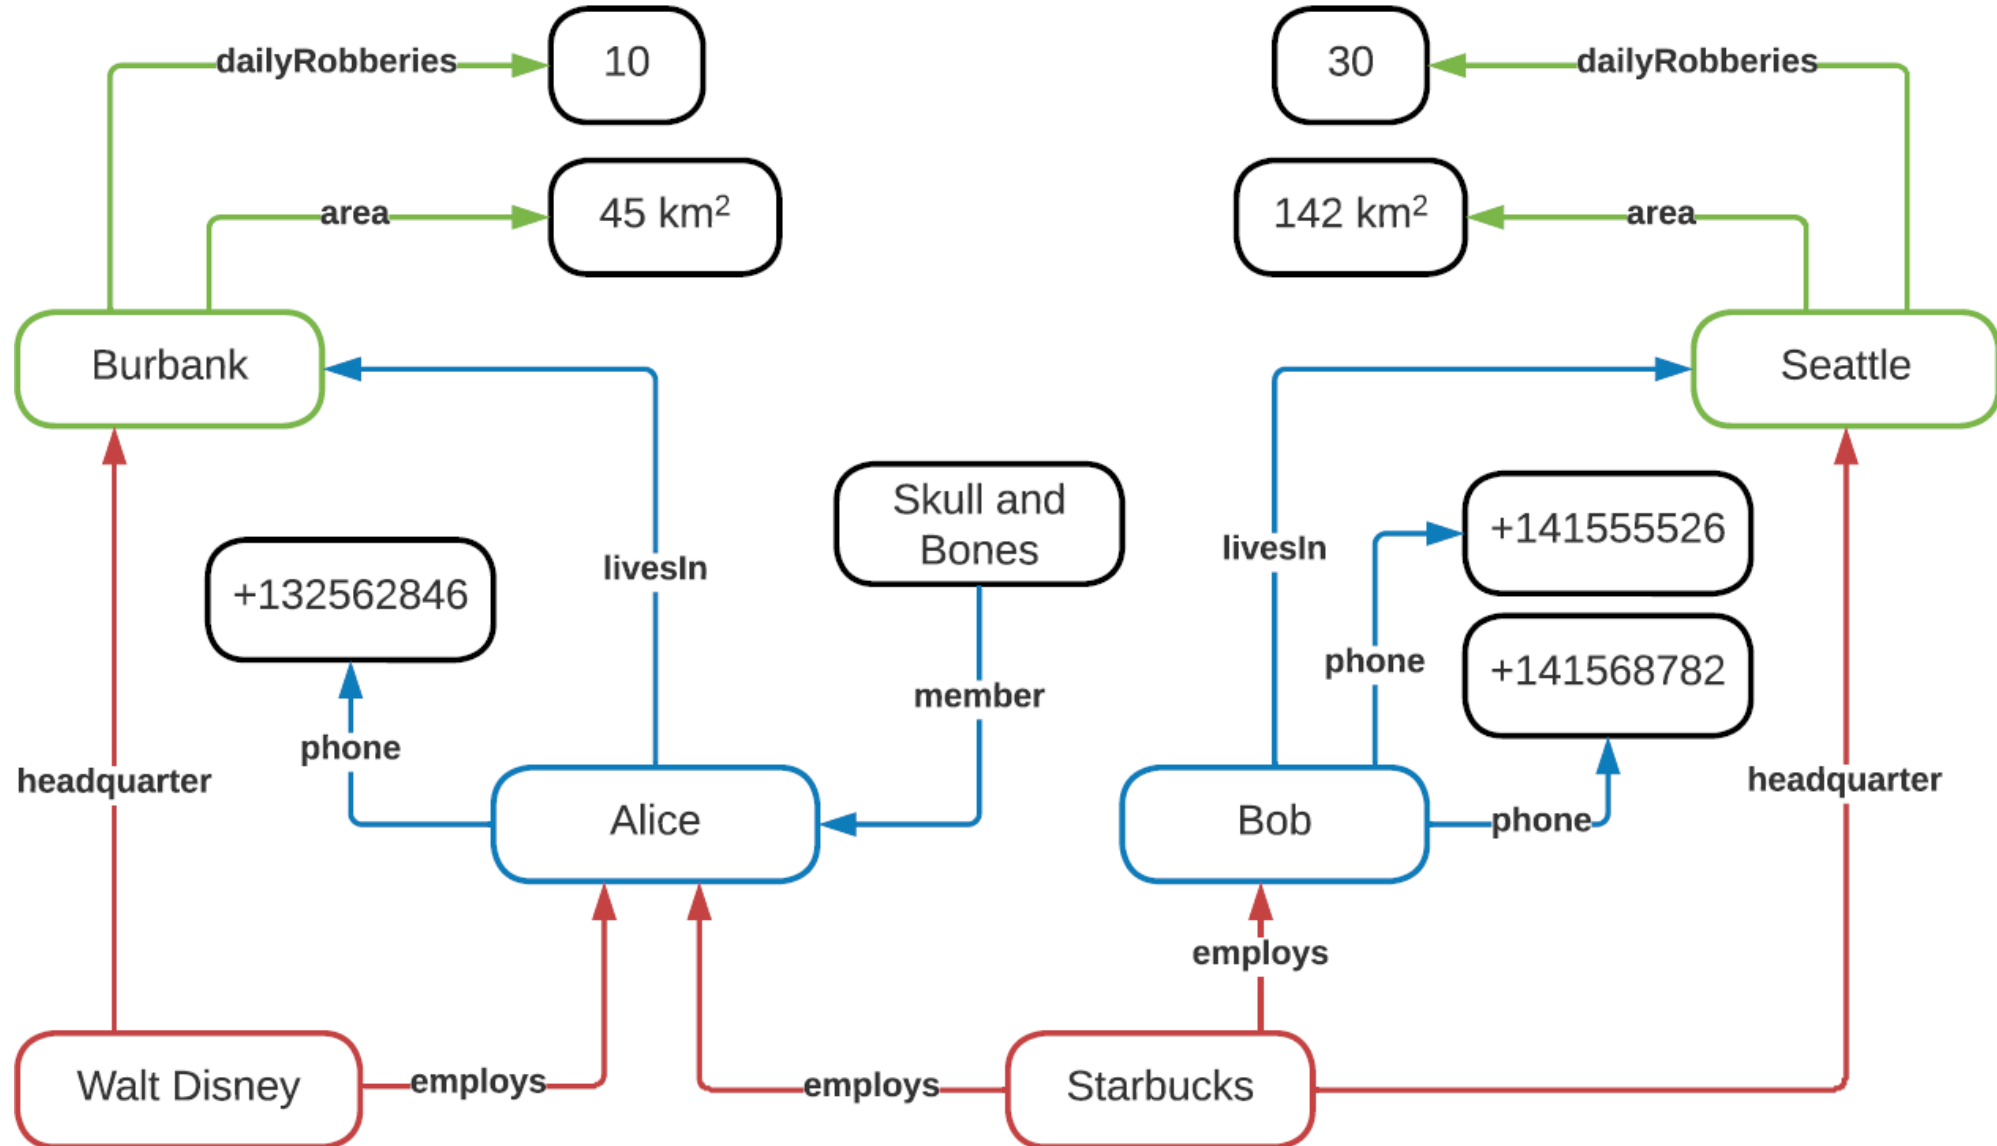 dailyRobberies
10
30
dailyRobberies
area
45 km²
142 km²
area
Burbank
Seattle
Skull and
Bones
+141555526
livesIn
livesIn
+132562846
phone
+141568782
member
phone
headquarter
headquarter
Alice
Bob
phone
employs
Walt Disney
employs
employs
Starbucks